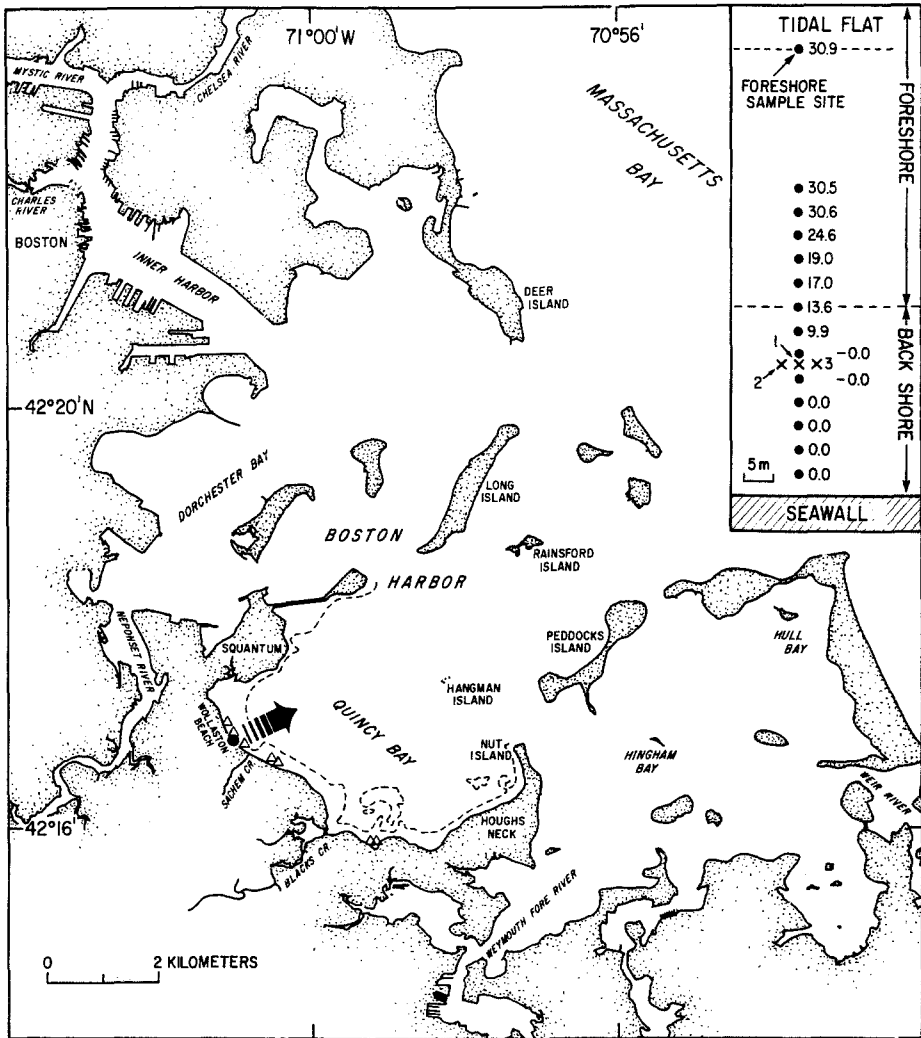 71°00'W
70°56'
MYSTIC RIVER
CHELSEA RIVER
MASSACHUSETTS
BAY
CHARLES
RIVER
BOSTON
INNER HARBOR
DEER
ISLAND
42°20'N
DORCHESTER BAY
LONG
ISLAND
BOSTON
HARBOR
RAINSFORD
ISLAND
NEPONSET RIVER
SQUANTUM
PEDDOCKS
ISLAND
HULL
BAY
HANGMAN
ISLAND
WOLLASTON
BEACH
QUINCY BAY
SACHEM CR.
NUT
ISLAND
HINGHAM
BAY
WEIR RIVER
42°16'
HOUGHS
NECK
BLACKS CR.
WEYMOUTH FORE RIVER
0 2 KILOMETERS
TIDAL FLAT
30.9
FORESHORE
SAMPLE SITE
30.5
30.6
24.6
19.0
17.0
13.6
9.9
1
-0.0
2
3
-0.0
0.0
0.0
0.0
0.0
5m
SEAWALL
FORESHORE
BACK SHORE